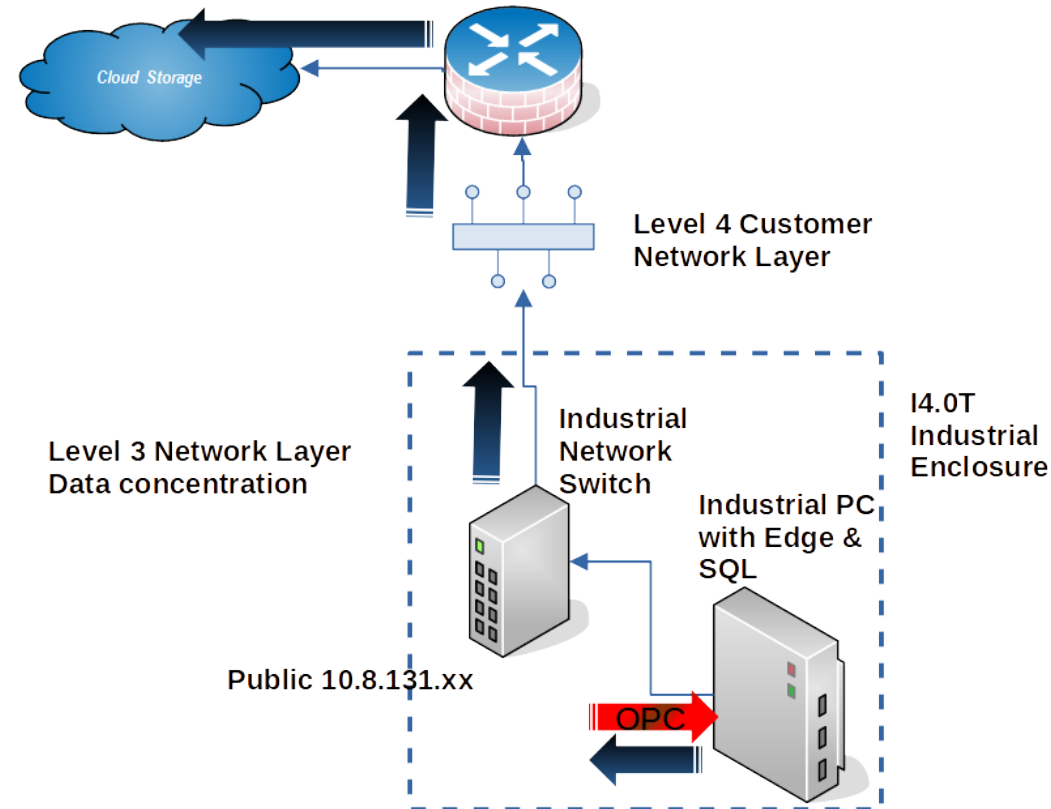 Cloud Storage
Level 4 Customer
Network Layer
I4.0T
Industrial
Enclosure
Industrial
Network
Switch
Level 3 Network Layer
Data concentration
Industrial PC
with Edge &
SQL
Public 10.8.131.xx
OPC